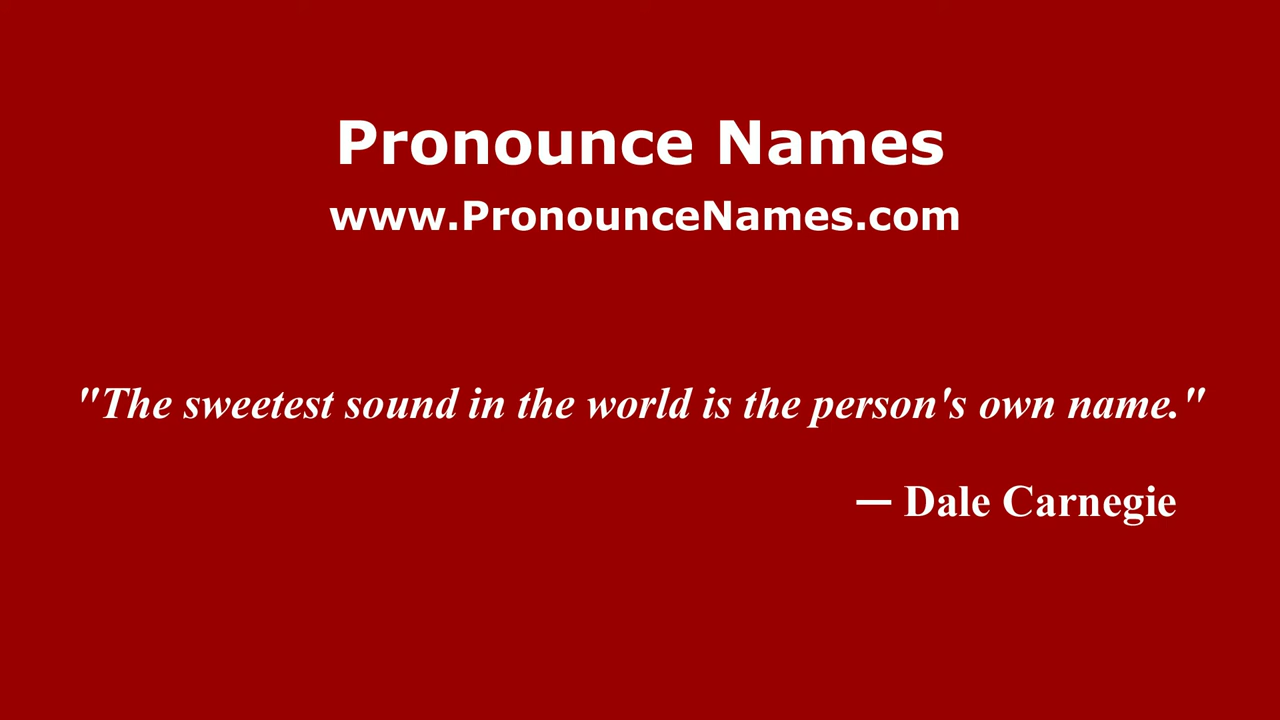 Pronounce Names
www.PronounceNames.com
"The sweetest sound in the world is the person's own name."
— Dale Carnegie